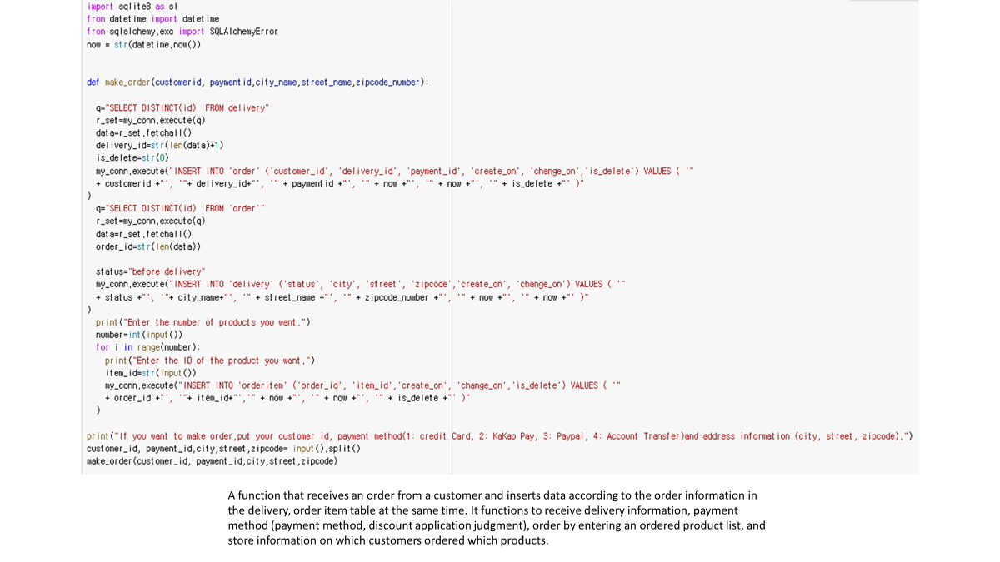 import sqlite3 as sl
from datetime import datetime
from sqlalchemy.exc import SQLAlchemyError
now = str(datetime.now())
def make_order(customerid, paymentid,city_name,street_name,zipcode_number):
q="SELECT DISTINCT(id)  FROM delivery"
r_set=my_conn.execute(q)
data=r_set.fetchall()
delivery_id=str(len(data)+1)
is_delete=str(0)
my_conn.execute("INSERT INTO 'order' ('customer_id', 'delivery_id', 'payment_id', 'create_on', 'change_on','is_delete') VALUES ( '"
+ customerid +"', '"+ delivery_id+"', '" + paymentid +"', '" + now +"', '" + now +"', '" + is_delete +"' )"
)
q="SELECT DISTINCT(id)  FROM 'order'"
r_set=my_conn.execute(q)
data=r_set.fetchall()
order_id=str(len(data))
status="before delivery"
my_conn.execute("INSERT INTO 'delivery' ('status', 'city', 'street', 'zipcode','create_on', 'change_on') VALUES ( '"
+ status +"', '"+ city_name+"', '" + street_name +"', '" + zipcode_number +"', '" + now +"', '" + now +"' )"
)
print("Enter the number of products you want.")
number=int(input())
for i in range(number):
print("Enter the ID of the product you want.")
item_id=str(input())
my_conn.execute("INSERT INTO 'orderitem' ('order_id', 'item_id','create_on', 'change_on','is_delete') VALUES ( '"
+ order_id +"', '"+ item_id+"','" + now +"', '" + now +"', '" + is_delete +"' )"
)
print("If you want to make order,put your customer id, payment method(1: credit Card, 2: KaKao Pay, 3: Paypal, 4: Account Transfer)and address information (city, street, zipcode).")
customer_id, payment_id,city,street,zipcode= input().split()
make_order(customer_id, payment_id,city,street,zipcode)
A function that receives an order from a customer and inserts data according to the order information in
the delivery, order item table at the same time. It functions to receive delivery information, payment
method (payment method, discount application judgment), order by entering an ordered product list, and
store information on which customers ordered which products.